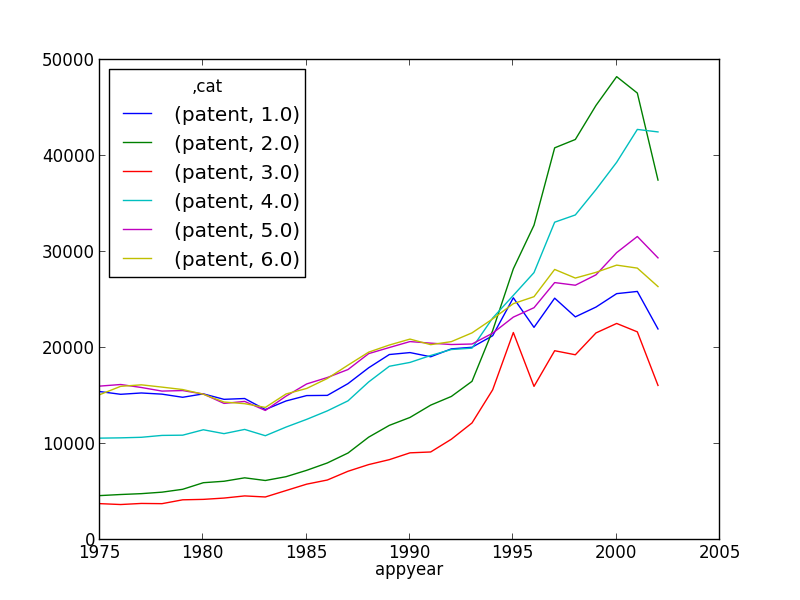 50000
40000
30000
20000
10000
0
,cat
(patent, 1.0)
(patent, 2.0)
(patent, 3.0)
(patent, 4.0)
(patent, 5.0)
(patent, 6.0)
1975 1980 1985 1990 1995 2000 2005
appyear